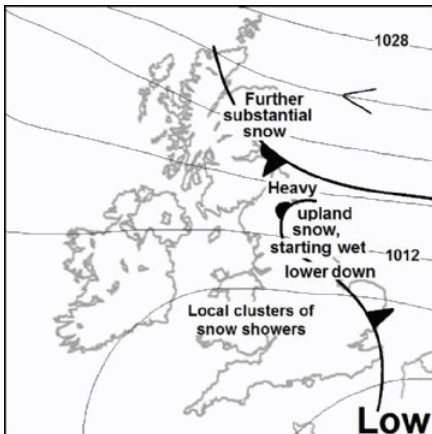 1028
Further
substantial
snow
Heavy
upland
snow,
starting wet
1012
lower down
Local clusters of
snow showers
Low